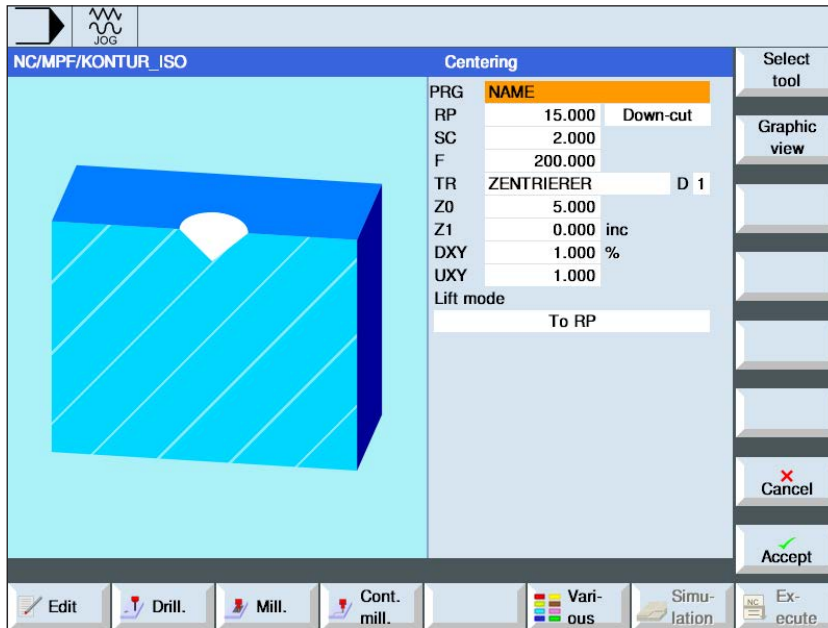 JOG
NC/MPF/KONTUR_ISO
Centering
PRG NAME
RP 15.000 Down-cut
SC 2.000
F 200.000
TR ZENTRIERER D 1
Z0 5.000
Z1 0.000 inc
DXY 1.000 %
UXY 1.000
Lift mode
To RP
Select
tool
Graphic
view
Cancel
Accept
Edit
Drill.
Mill.
Cont.
mill.
Vari-
ous
Simu-
lation
NC
Ex-
ecute